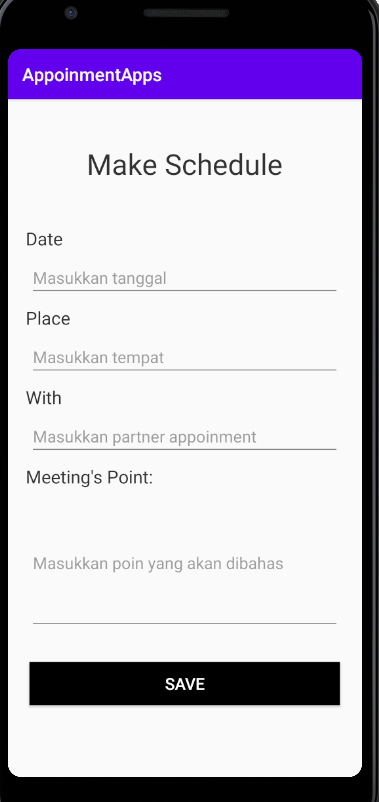 AppoinmentApps
Make Schedule
Date
Masukkan tanggal
Place
Masukkan tempat
With
Masukkan partner appoinment
Meeting's Point:
Masukkan poin yang akan dibahas
SAVE